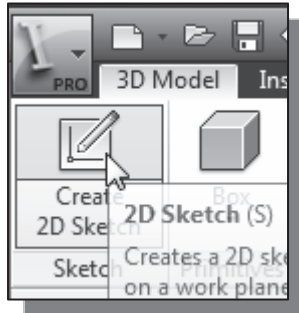 PRO
3D Model Ins
Create
2D Sketch
Box
2D Sketch (S)
Sketch
Primitives
Creates a 2D ske
on a work plane